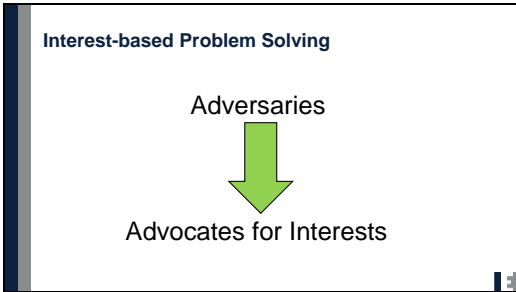 Interest-based Problem Solving
Adversaries
Advocates for Interests